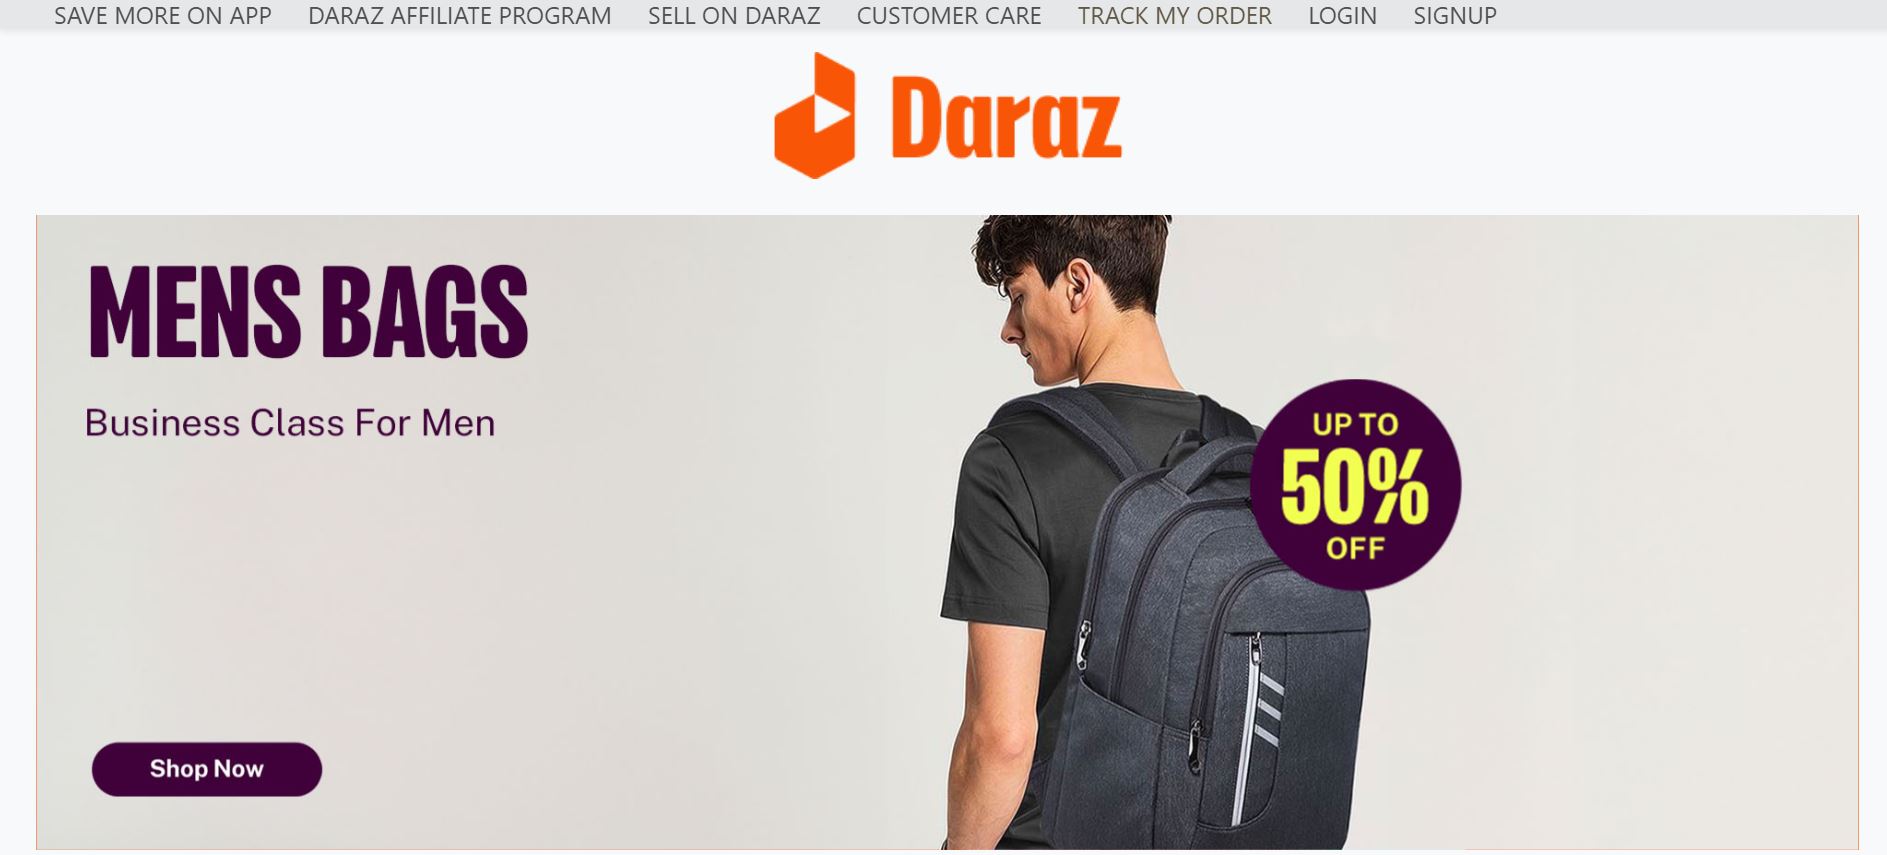 SAVE MORE ON APP DARAZ AFFILIATE PROGRAM SELL ON DARAZ CUSTOMER CARE TRACK MY ORDER LOGIN SIGNUP
Daraz
MENS BAGS
Business Class For Men
UP TO
50%
OFF
Shop Now